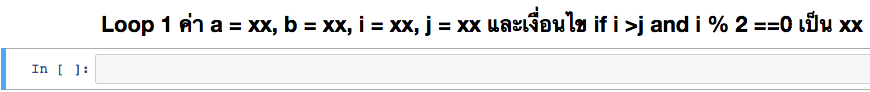 Loop 1 ค่า a = xx, b = xx, i = xx, j = xx และเงื่อนไข if i >j and i % 2 ==0 เป็น xx
In [ ]: